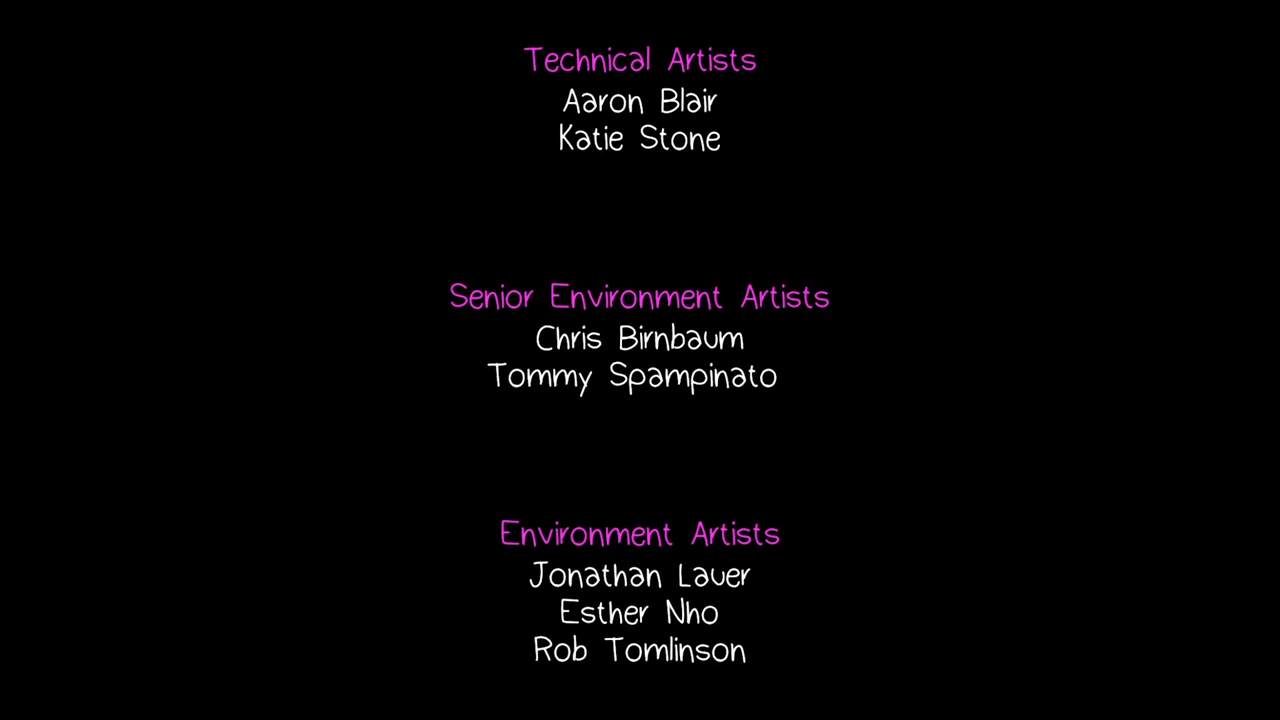 Technical Artists
Aaron Blair
Katie Stone
Senior Environment Artists
Chris Birnbaum
Tommy Spampinato
Environment Artists
Jonathan Lauer
Esther Nho
Rob Tomlinson